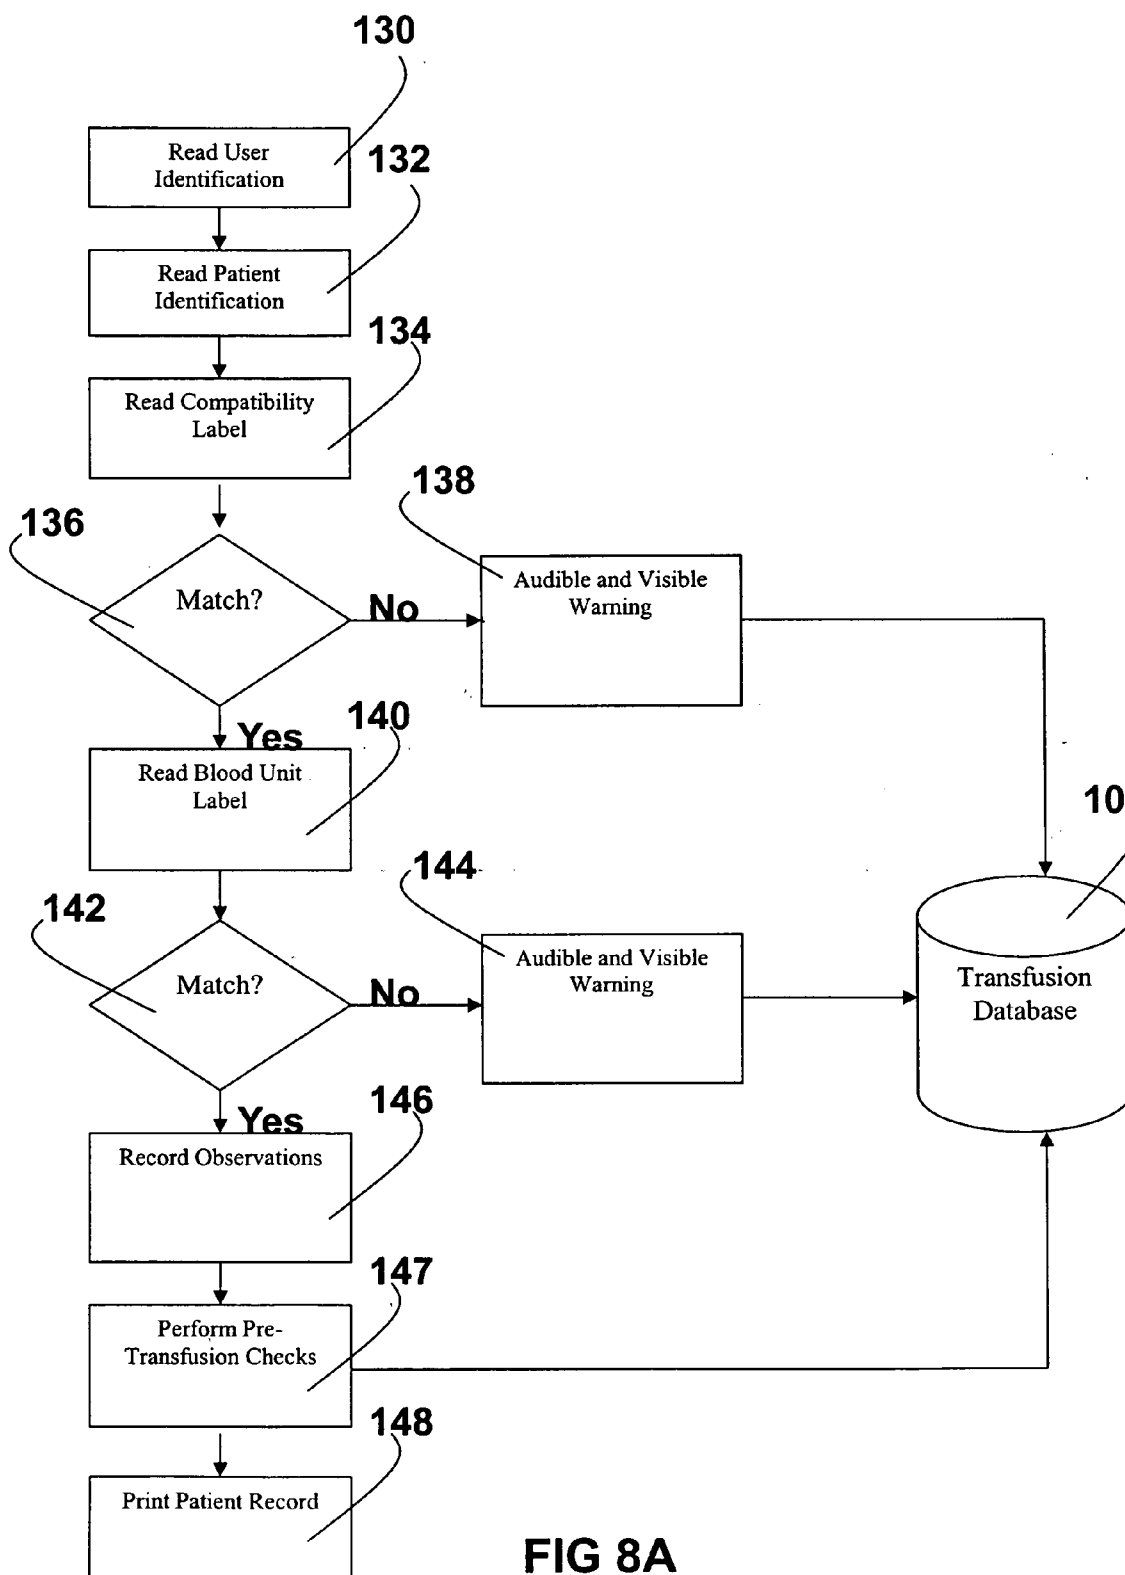 130
Read User
Identification
132
Read Patient
Identification
134
Read Compatibility
Label
136
Match?
No
138
Audible and Visible
Warning
Yes
140
Read Blood Unit
Label
10
142
Match?
No
144
Audible and Visible
Warning
Transfusion
Database
Yes
146
Record Observations
147
Perform Pre-
Transfusion Checks
148
Print Patient Record
FIG 8A